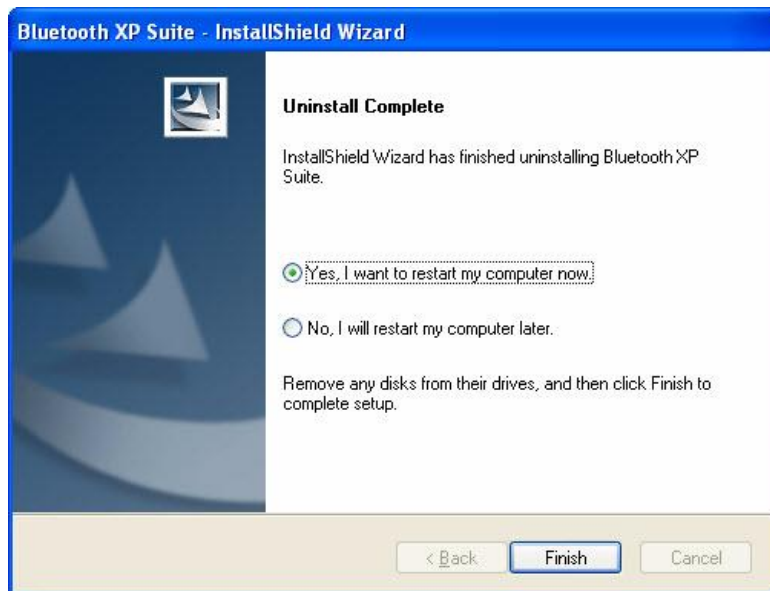 Bluetooth XP Suite - InstallShield Wizard
Uninstall Complete
InstallShield Wizard has finished uninstalling Bluetooth XP
Suite.
Yes, I want to restart my computer now.
No, I will restart my computer later.
Remove any disks from their drives, and then click Finish to
complete setup.
< Back Finish Cancel